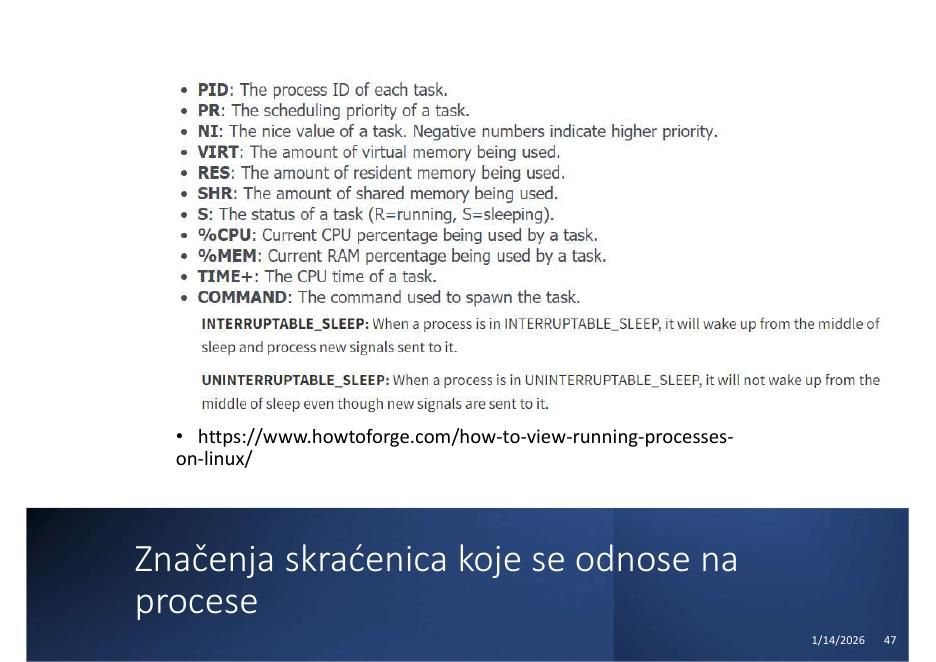 • PID: The process ID of each task.
• PR: The scheduling priority of a task.
• NI: The nice value of a task. Negative numbers indicate higher priority.
• VIRT: The amount of virtual memory being used.
• RES: The amount of resident memory being used.
• SHR: The amount of shared memory being used.
• S: The status of a task (R=running, S=sleeping).
• %CPU: Current CPU percentage being used by a task.
• %MEM: Current RAM percentage being used by a task.
• TIME+: The CPU time of a task.
• COMMAND: The command used to spawn the task.
INTERRUPTABLE_SLEEP: When a process is in INTERRUPTABLE_SLEEP, it will wake up from the middle of
sleep and process new signals sent to it.
UNINTERRUPTABLE_SLEEP: When a process is in UNINTERRUPTABLE_SLEEP, it will not wake up from the
middle of sleep even though new signals are sent to it.
• https://www.howtoforge.com/how-to-view-running-processes-
on-linux/
Značenja skraćenica koje se odnose na
procese
1/14/2026 47